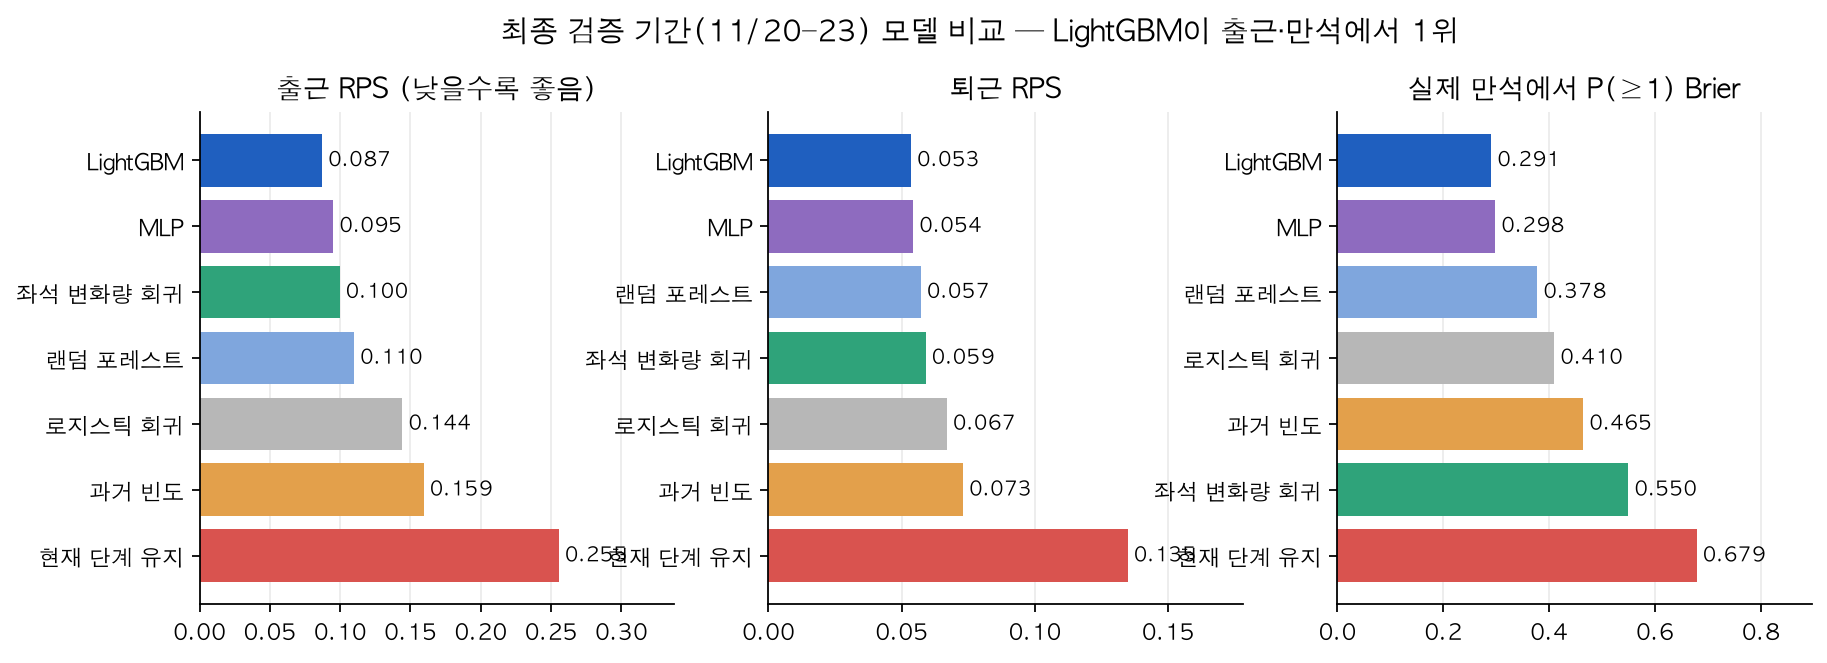 최종 검증 기간(11/20–23) 모델 비교 — LightGBM이 출근·만석에서 1위
출근 RPS (낮을수록 좋음)
LightGBM
0.087
MLP
0.095
좌석 변화량 회귀
0.100
랜덤 포레스트
0.110
로지스틱 회귀
0.144
과거 빈도
0.159
현재 단계 유지
0.00 0.05 0.10 0.15 0.20 0.25 0.30
퇴근 RPS
LightGBM
0.053
MLP
0.054
랜덤 포레스트
0.057
좌석 변화량 회귀
0.059
로지스틱 회귀
0.067
과거 빈도
0.073
현재 단계 유지
0.00 0.05 0.10 0.15
실제 만석에서 P(≥1) Brier
LightGBM
0.291
MLP
0.298
랜덤 포레스트
0.378
로지스틱 회귀
0.410
과거 빈도
0.465
좌석 변화량 회귀
0.550
현재 단계 유지
0.679
0.0 0.2 0.4 0.6 0.8